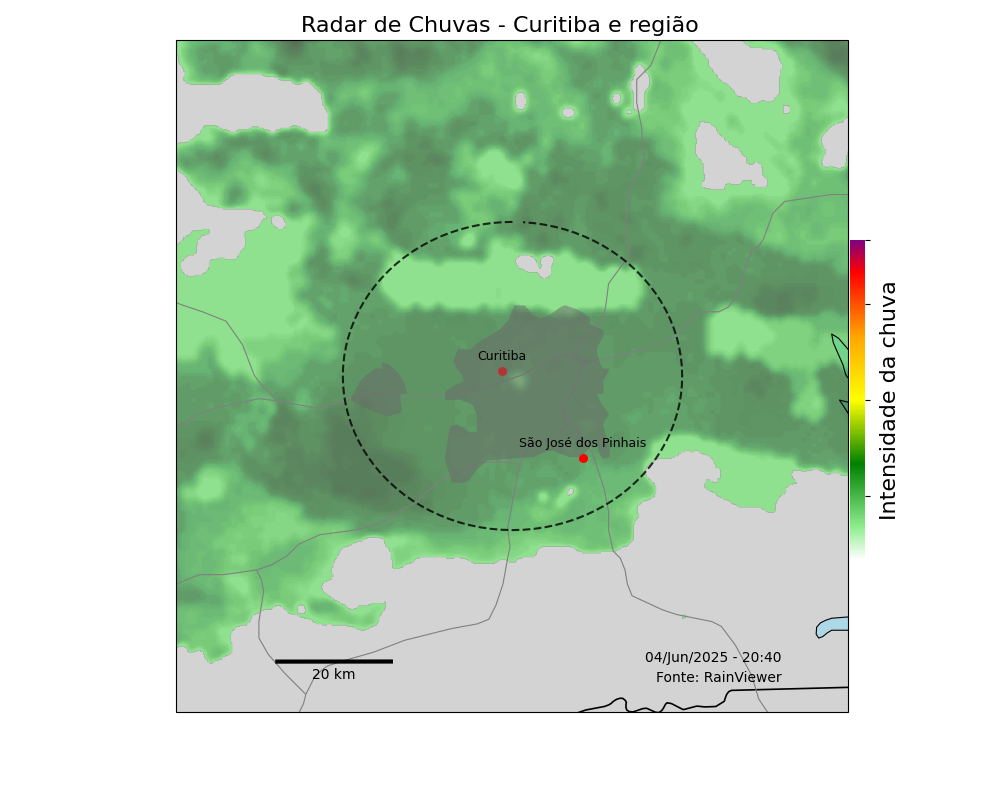 Radar de Chuvas - Curitiba e região
Curitiba
São José dos Pinhais
Intensidade da chuva
04/Jun/2025 - 20:40
20 km
Fonte: RainViewer